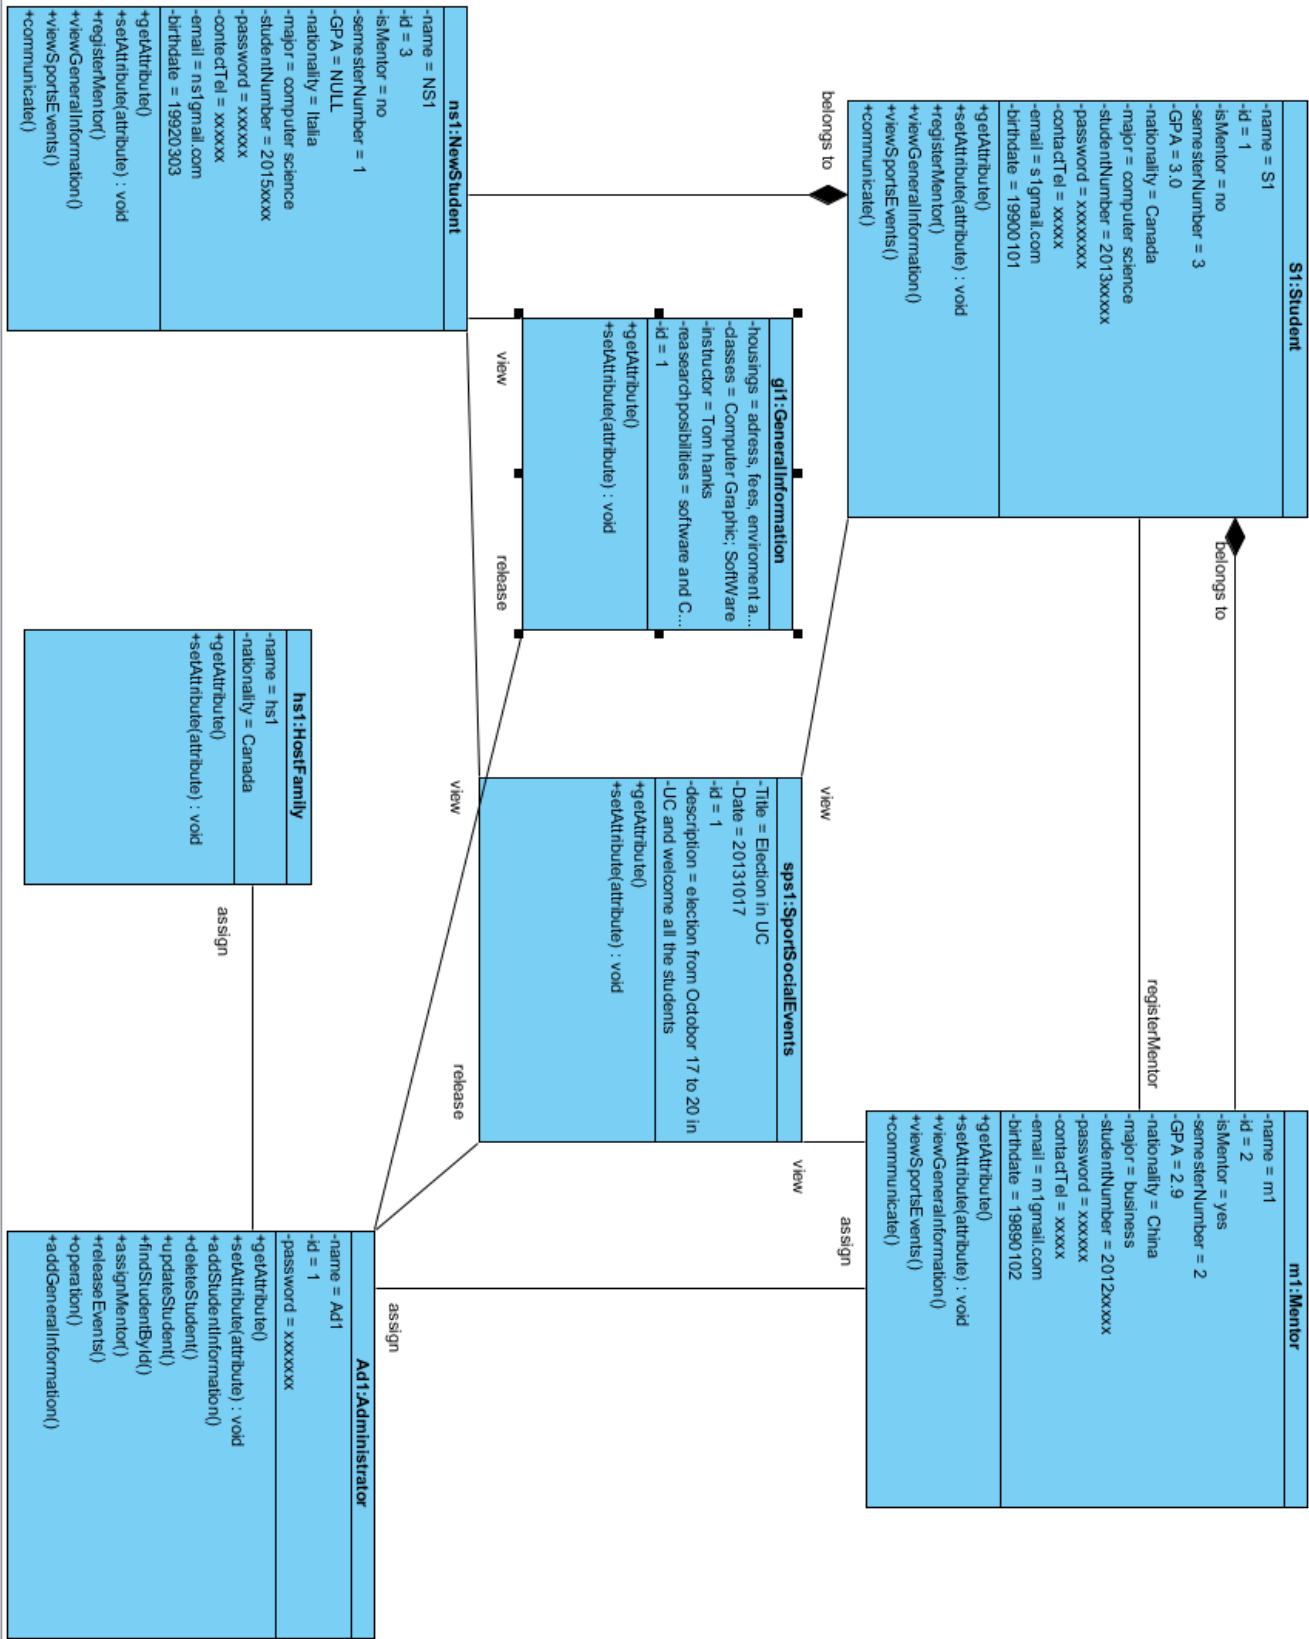 S1:Student
-name = S1
-id = 1
-isMentor = no
-semesterNumber = 3
-GPA = 3.0
-nationality = Canada
-major = computer science
-studentNumber = 2013xxxxx
-password = xxxxxxxxx
-contactTel = xxxxx
-email = s1gmail.com
-birthdate = 19900101
+getAttribute()
+setAttribute(attribute) : void
+registerMentor()
+viewGeneralInformation()
+viewSportsEvents()
+communicate()
belongs to
registerMentor
m1:Mentor
-name = m1
-id = 2
-isMentor = yes
-semesterNumber = 2
-GPA = 2.9
-nationality = China
-major = business
-studentNumber = 2012xxxxx
-password = xxxxxxx
-contactTel = xxxxx
-email = m1gmail.com
-birthdate = 19890102
+getAttribute()
+setAttribute(attribute) : void
+viewGeneralInformation()
+viewSportsEvents()
+conmmunicate()
belongs to
view
view
assign
gi1:GeneralInformation
-housings = adress, fees, enviroment a...
-classes = Computer Graphic; SoftWare
-instructor = Tom hanks
-reasearchposibilities = software and C...
-id = 1
+getAttribute()
+setAttribute(attribute) : void
sps1:SportSocialEvents
-Title = Election in UC
-Date = 20131017
-id = 1
-description = election from Octobor 17 to 20 in
-UC and welcome all the students
+getAttribute()
+setAttribute(attribute) : void
view
release
view
release
assign
ns1:NewStudent
-name = NS1
-id = 3
-isMentor = no
-semesterNumber = 1
-GPA = NULL
-nationality = Italia
-major = computer science
-studentNumber = 2015xxxx
-password = xxxxxxx
-contectTel = xxxxxx
-email = ns1gmail.com
-birthdate = 19920303
+getAttribute()
+setAttribute(attribute) : void
+registerMentor()
+viewGeneralInformation()
+viewSportsEvents()
+communicate()
hs1:HostFamily
-name = hs1
-nationality = Canada
+getAttribute()
+setAttribute(attribute) : void
assign
Ad1:Administrator
-name = Ad1
-id = 1
-password = xxxxxxx
+getAttribute()
+setAttribute(attribute) : void
+addStudentInformation()
+deleteStudent()
+updateStudent()
+findStudentById()
+assignMentor()
+releaseEvents()
+operation()
+addGeneralInformation()